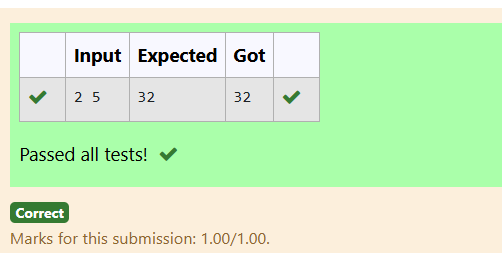 Input Expected Got
2 5 32 32
Passed all tests!
Correct
Marks for this submission: 1.00/1.00.